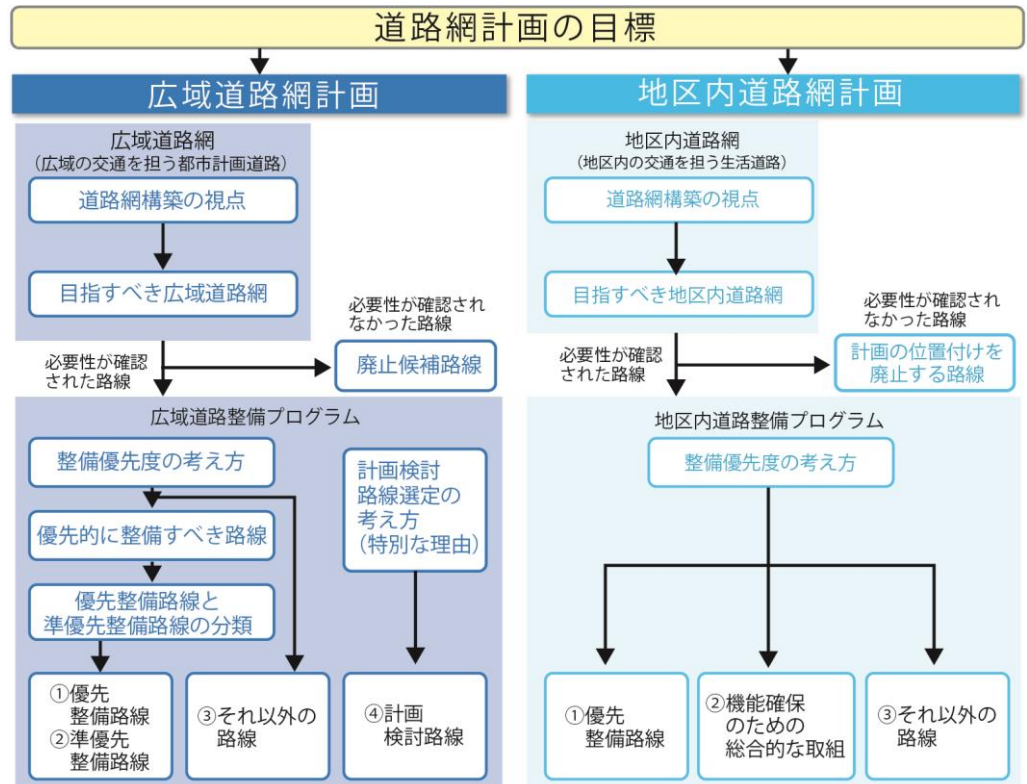 道路網計画の目標
広域道路網計画
広域道路網
（広域の交通を担う都市計画道路）
道路網構築の視点
目指すべき広域道路網
必要性が確認
された路線
必要性が確認され
なかった路線
廃止候補路線
広域道路整備プログラム
整備優先度の考え方
優先的に整備すべき路線
優先整備路線と
準優先整備路線の分類
計画検討
路線選定の
考え方
（特別な理由）
①優先
整備路線
②準優先
整備路線
③それ以外の
路線
④計画
検討路線
地区内道路網計画
地区内道路網
（地区内の交通を担う生活道路）
道路網構築の視点
目指すべき地区内道路網
必要性が確認
された路線
必要性が確認され
なかった路線
計画の位置付けを
廃止する路線
地区内道路整備プログラム
整備優先度の考え方
①優先
整備路線
②機能確保
のための
総合的な取組
③それ以外の
路線